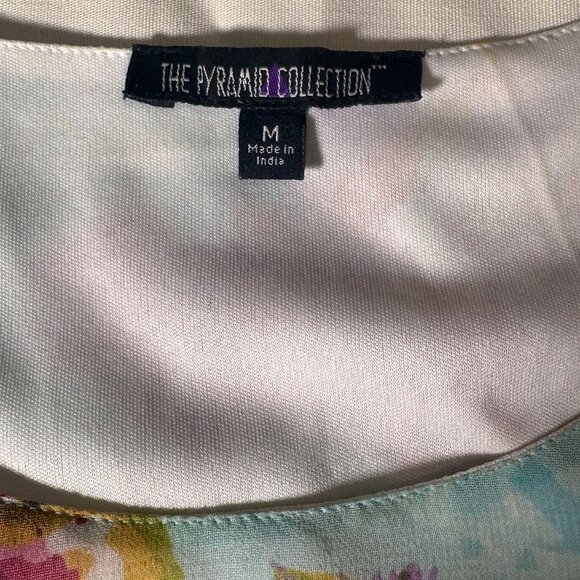 THE PYRAMID COLLECTION™
M
Made in
India